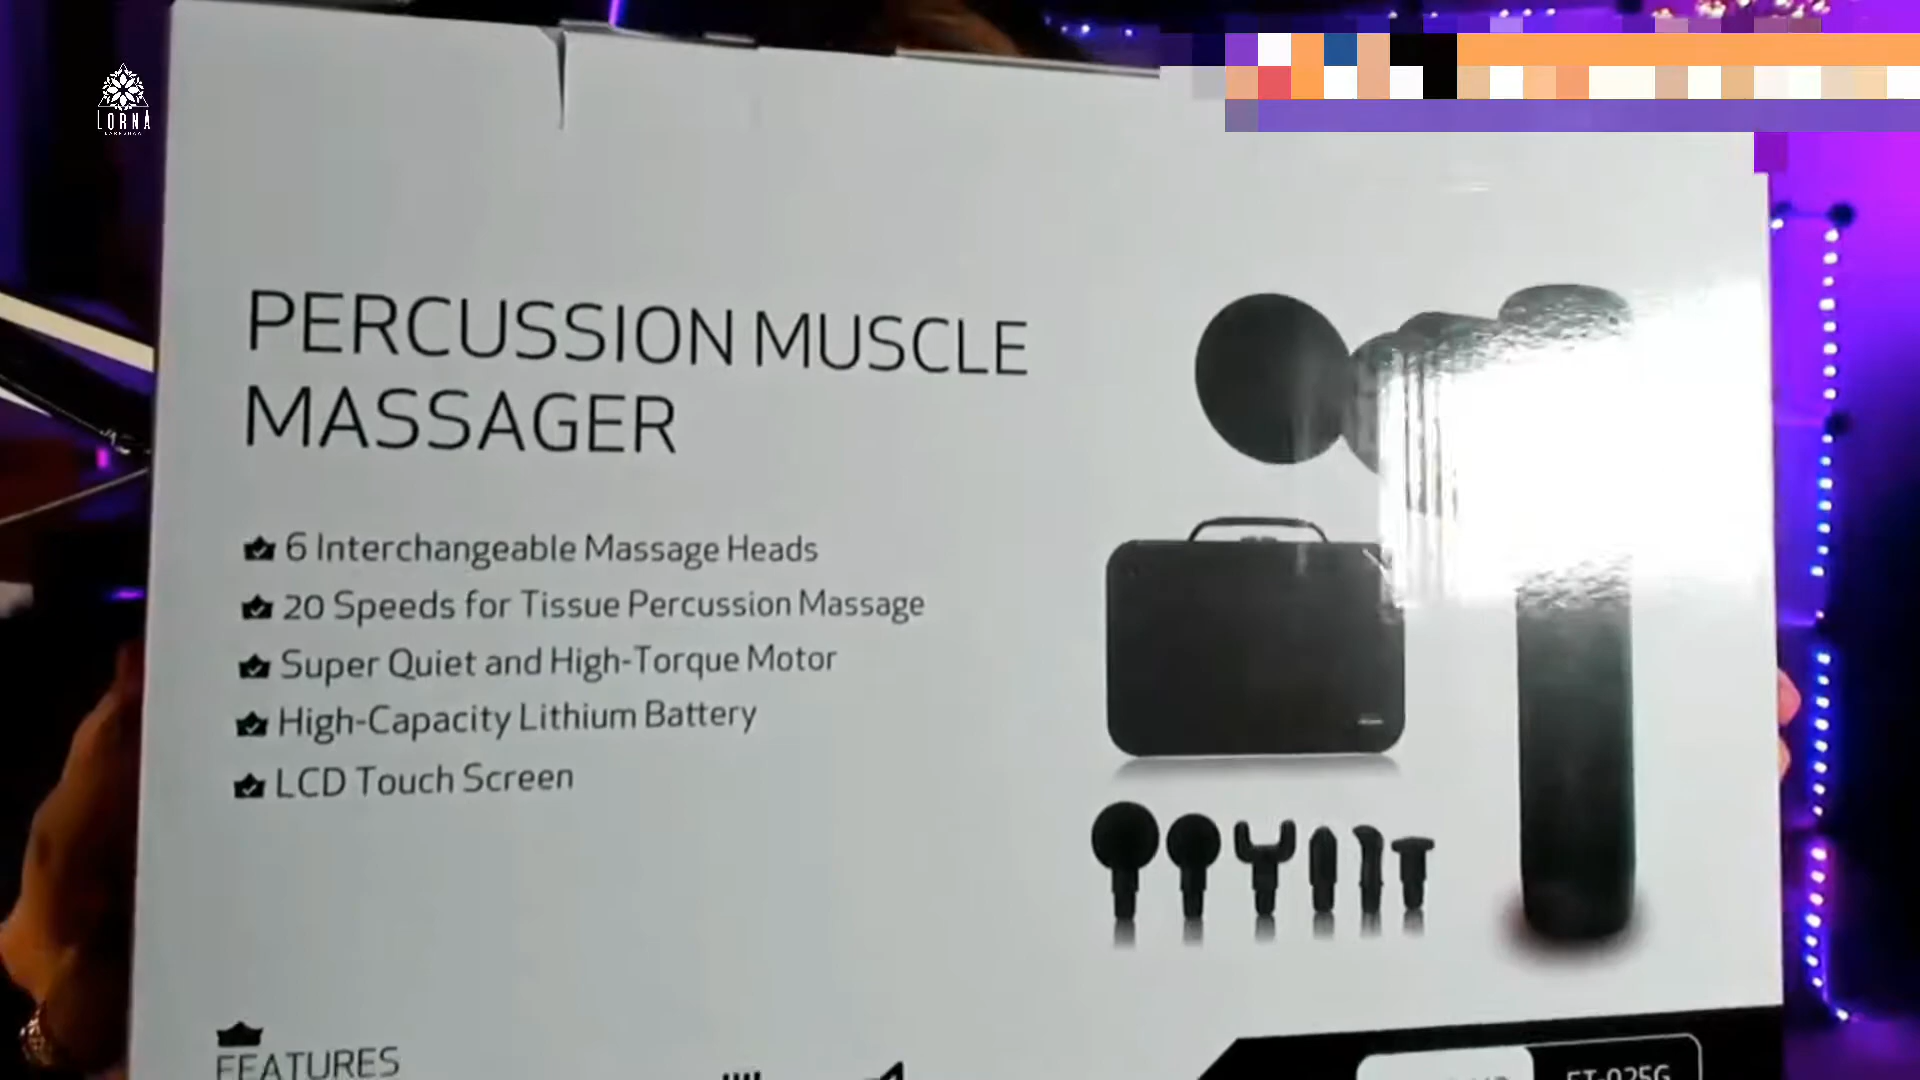 LORNA
PERCUSSION MUSCLE
MASSAGER
6 Interchangeable Massage Heads
20 Speeds for Tissue Percussion Massage
Super Quiet and High-Torque Motor
High-Capacity Lithium Battery
LCD Touch Screen
FEATURES